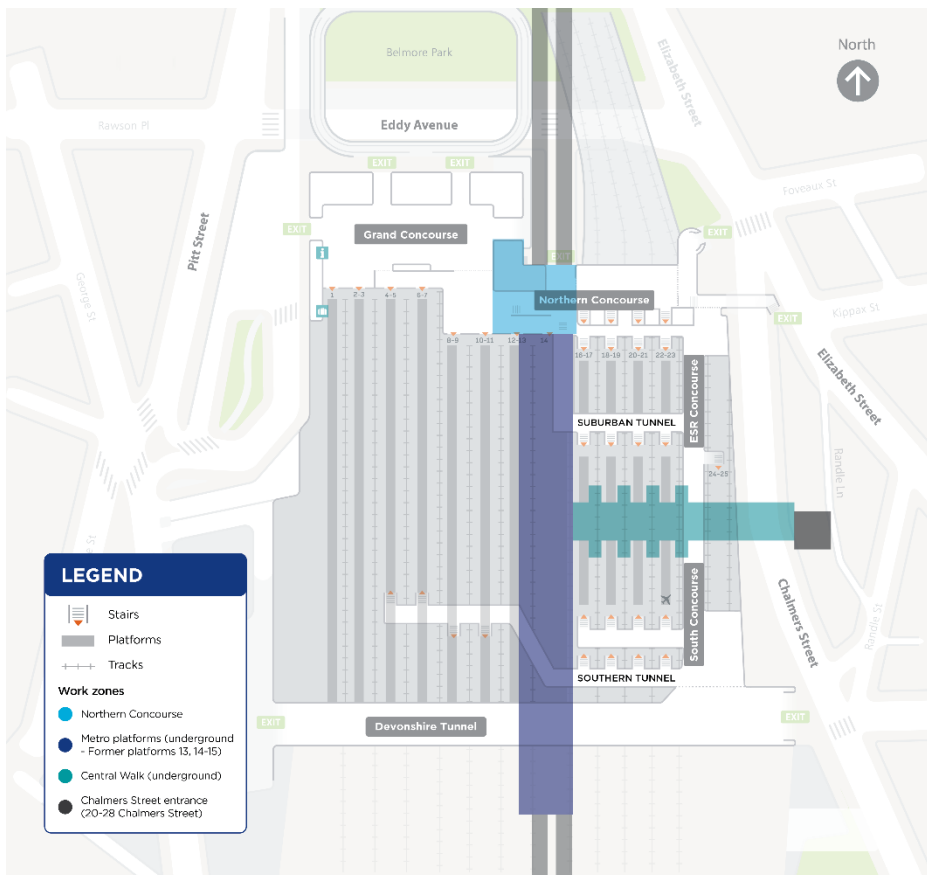 Belmore Park
North
Elizabeth Street
Rawson Pl
Eddy Avenue
EXIT
EXIT
Foveaux St
Pitt Street
EXIT
Grand Concourse
EXIT
EXIT
i
George St
1
2-3
4-5
6-7
Northern Concourse
Kippax St
EXIT
8-9
10-11
12-13
14
16-17
18-19
20-21
22-23
ESR Concourse
Elizabeth Street
SUBURBAN TUNNEL
24-25
Randle Ln
LEGEND
Stairs
Platforms
Tracks
Work zones
Northern Concourse
Metro platforms (underground
- Former platforms 13, 14-15)
Central Walk (underground)
Chalmers Street entrance
(20-28 Chalmers Street)
South Concourse
Chalmers Street
Randle St
SOUTHERN TUNNEL
EXIT
Devonshire Tunnel
EXIT